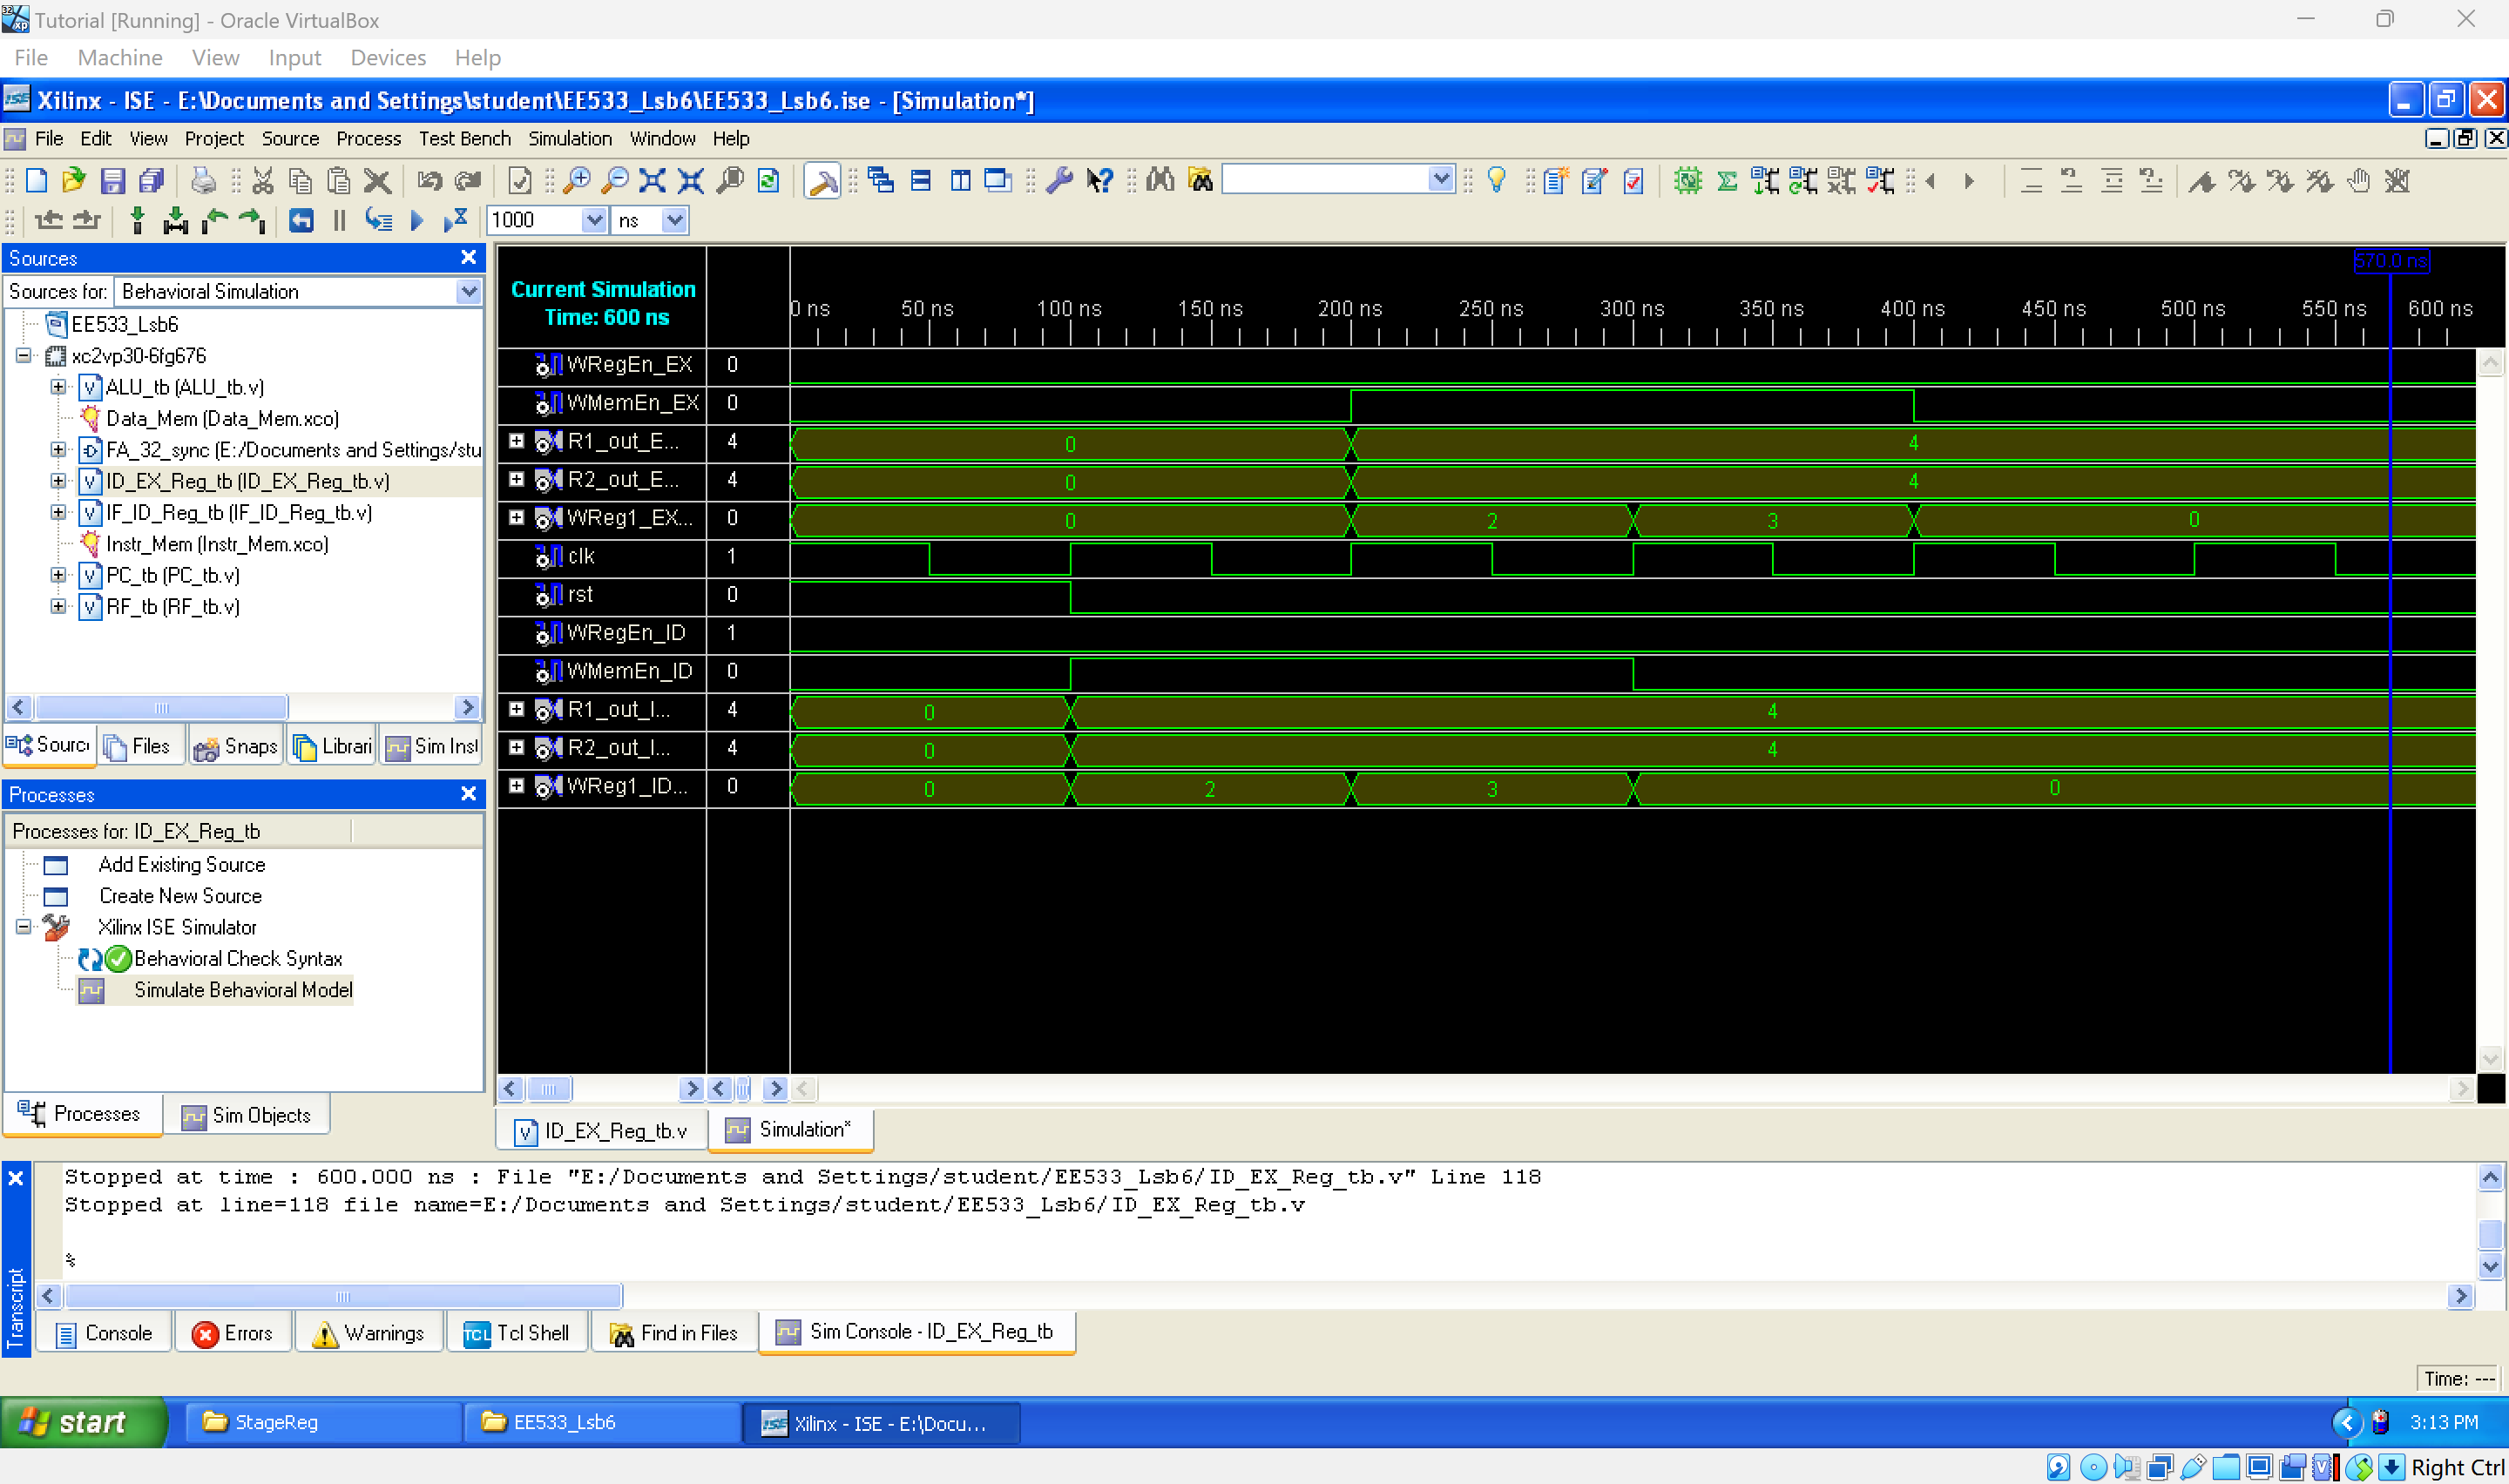 Tutorial [Running] - Oracle VirtualBox
File Machine View Input Devices Help
Xilinx - ISE - E:\Documents and Settings\student\EE533_Lsb6\EE533_Lsb6.ise - [Simulation*]
File Edit View Project Source Process Test Bench Simulation Window Help
1000 ns
Sources
Sources for: Behavioral Simulation
EE533_Lsb6
xc2vp30-6fg676
ALU_tb (ALU_tb.v)
Data_Mem (Data_Mem.xco)
FA_32_sync (E:/Documents and Settings/stu
ID_EX_Reg_tb (ID_EX_Reg_tb.v)
IF_ID_Reg_tb (IF_ID_Reg_tb.v)
Instr_Mem (Instr_Mem.xco)
PC_tb (PC_tb.v)
RF_tb (RF_tb.v)
Sourc Files Snaps Librari Sim Inst
Processes
Processes for: ID_EX_Reg_tb
Add Existing Source
Create New Source
Xilinx ISE Simulator
Behavioral Check Syntax
Simulate Behavioral Model
Processes Sim Objects
570.0 ns
Current Simulation
Time: 600 ns
0 ns 50 ns 100 ns 150 ns 200 ns 250 ns 300 ns 350 ns 400 ns 450 ns 500 ns 550 ns 600 ns
WRegEn_EX 0
WMemEn_EX 0
R1_out_E... 4 0 4
R2_out_E... 4 0 4
WReg1_EX... 0 0 2 3 0
clk 1
rst 0
WRegEn_ID 1
WMemEn_ID 0
R1_out_I... 4 0 4
R2_out_I... 4 0 4
WReg1_ID... 0 0 2 3 0
ID_EX_Reg_tb.v Simulation*
Stopped at time : 600.000 ns : File "E:/Documents and Settings/student/EE533_Lsb6/ID_EX_Reg_tb.v" Line 118
Stopped at line=118 file name=E:/Documents and Settings/student/EE533_Lsb6/ID_EX_Reg_tb.v
%
Transcript
Console Errors Warnings TCL Tcl Shell Find in Files Sim Console - ID_EX_Reg_tb
Time: ---
start StageReg EE533_Lsb6 ISE Xilinx - ISE - E:\Docu... 3:13 PM
Right Ctrl